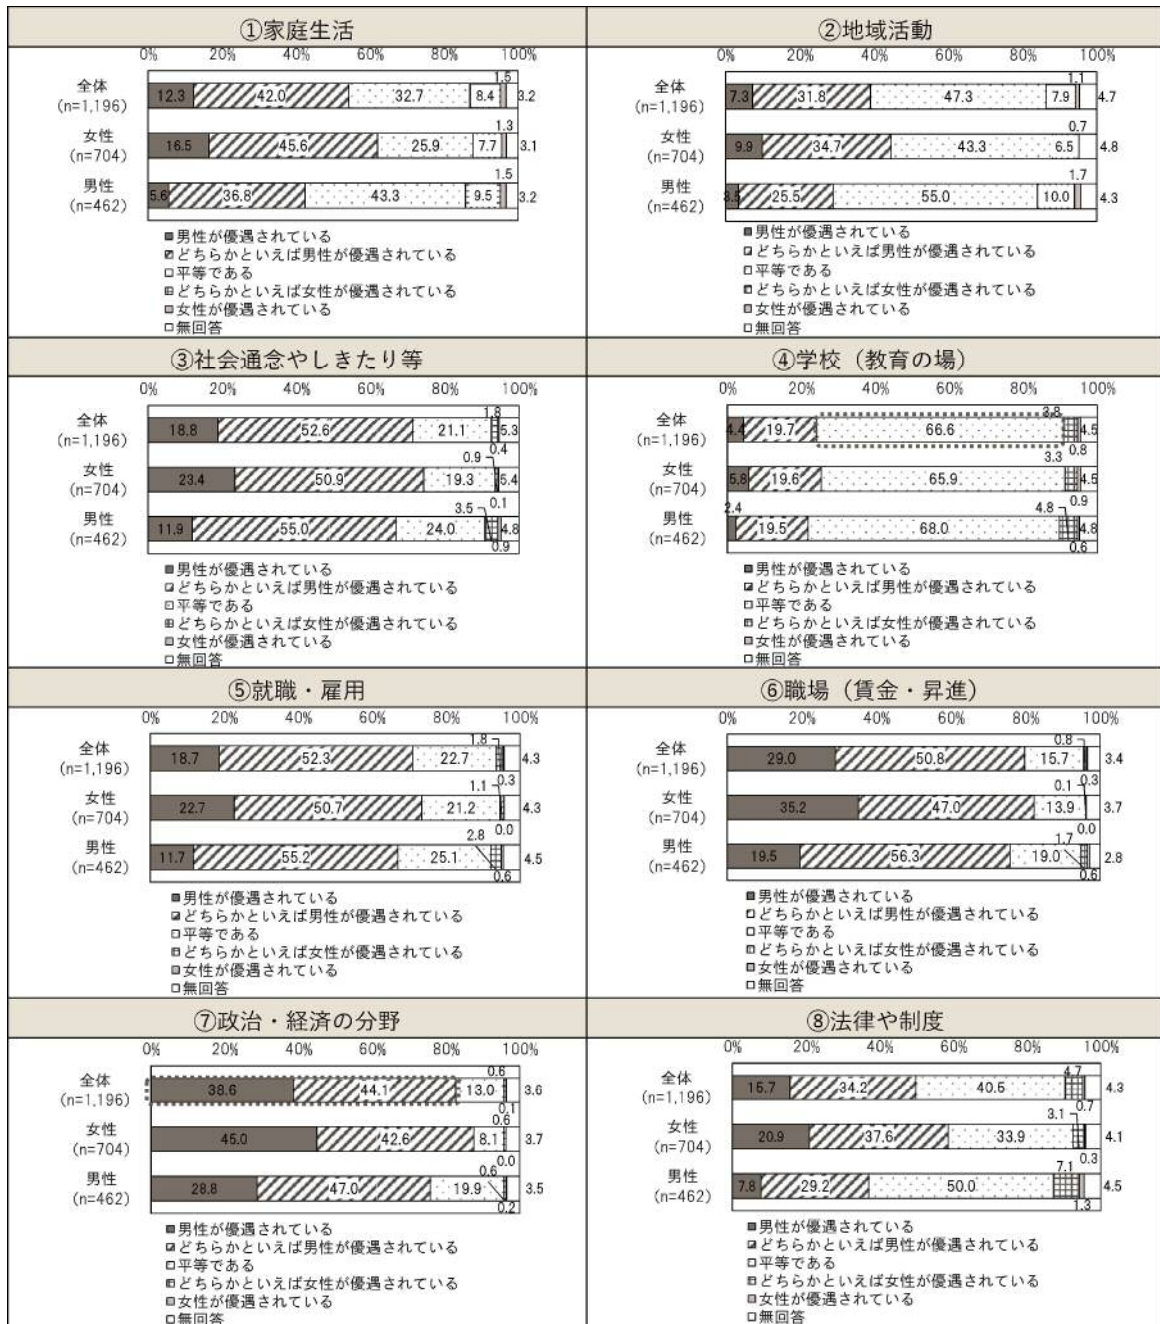 ①家庭生活
0% 20% 40% 60% 80% 100%
1.5
全体
(n=1,196)
12.3 42.0 32.7 8.4 3.2
1.3
女性
(n=704)
16.5 45.6 25.9 7.7 3.1
1.5
男性
(n=462)
5.6 36.8 43.3 9.5 3.2
■男性が優遇されている
どちらかといえば男性が優遇されている
□平等である
どちらかといえば女性が優遇されている
女性が優遇されている
□無回答
②地域活動
0% 20% 40% 60% 80% 100%
1.1
全体
(n=1,196)
7.3 31.8 47.3 7.9 4.7
0.7
女性
(n=704)
9.9 34.7 43.3 6.5 4.8
1.7
男性
(n=462)
3.5 25.5 55.0 10.0 4.3
■男性が優遇されている
どちらかといえば男性が優遇されている
□平等である
どちらかといえば女性が優遇されている
女性が優遇されている
□無回答
③社会通念やしきたり等
0% 20% 40% 60% 80% 100%
1.8
全体
(n=1,196)
18.8 52.6 21.1 5.3
0.4
0.9
女性
(n=704)
23.4 50.9 19.3 5.4
0.1
3.5
男性
(n=462)
11.9 55.0 24.0 4.8
0.9
■男性が優遇されている
どちらかといえば男性が優遇されている
平等である
どちらかといえば女性が優遇されている
女性が優遇されている
□無回答
④学校（教育の場）
0% 20% 40% 60% 80% 100%
3.8
全体
(n=1,196)
4.4 19.7 66.6 4.5
0.8
3.3
女性
(n=704)
5.8 19.6 65.9 4.5
0.9
2.4 4.8
男性
(n=462)
19.5 68.0 4.8
0.6
■男性が優遇されている
どちらかといえば男性が優遇されている
□平等である
どちらかといえば女性が優遇されている
女性が優遇されている
□無回答
⑤就職・雇用
0% 20% 40% 60% 80% 100%
1.8
全体
(n=1,196)
18.7 52.3 22.7 4.3
1.1 0.3
女性
(n=704)
22.7 50.7 21.2 4.3
0.0
2.8
男性
(n=462)
11.7 55.2 25.1 4.5
0.6
■男性が優遇されている
どちらかといえば男性が優遇されている
□平等である
どちらかといえば女性が優遇されている
女性が優遇されている
□無回答
⑥職場（賃金・昇進）
0% 20% 40% 60% 80% 100%
0.8
全体
(n=1,196)
29.0 50.8 15.7 3.4
0.1 0.3
女性
(n=704)
35.2 47.0 13.9 3.7
0.0
1.7
男性
(n=462)
19.5 56.3 19.0 2.8
0.6
■男性が優遇されている
どちらかといえば男性が優遇されている
□平等である
どちらかといえば女性が優遇されている
女性が優遇されている
□無回答
⑦政治・経済の分野
0% 20% 40% 60% 80% 100%
0.6
全体
(n=1,196)
38.6 44.1 13.0 3.6
0.1
0.6
女性
(n=704)
45.0 42.6 8.1 3.7
0.0
0.6
男性
(n=462)
28.8 47.0 19.9 3.5
0.2
■男性が優遇されている
どちらかといえば男性が優遇されている
□平等である
どちらかといえば女性が優遇されている
女性が優遇されている
□無回答
⑧法律や制度
0% 20% 40% 60% 80% 100%
4.7
全体
(n=1,196)
15.7 34.2 40.5 4.3
0.7
3.1
女性
(n=704)
20.9 37.6 33.9 4.1
0.3
7.1
男性
(n=462)
7.8 29.2 50.0 4.5
1.3
■男性が優遇されている
どちらかといえば男性が優遇されている
□平等である
どちらかといえば女性が優遇されている
女性が優遇されている
□無回答